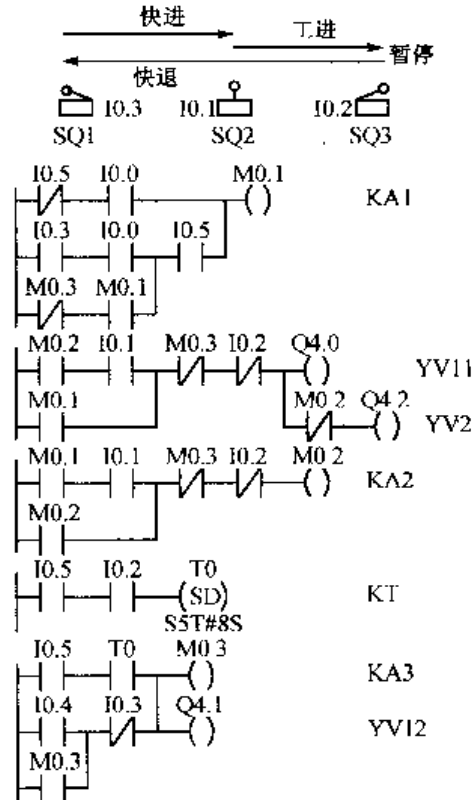 快进
工进
暂停
快退
I0.3 I0.1 I0.2
SQ1 SQ2 SQ3
I0.5 I0.0 M0.1 KA1
I0.3 I0.0 I0.5
M0.3 M0.1
M0.2 I0.1 M0.3 I0.2 Q4.0 YV11
M0.1 M0.2 Q4.2 YV2
M0.1 I0.1 M0.3 I0.2 M0.2 KA2
M0.2
I0.5 I0.2 T0
(SD) KT
S5T#8S
I0.5 T0 M0.3 KA3
I0.4 I0.3 Q4.1 YV12
M0.3